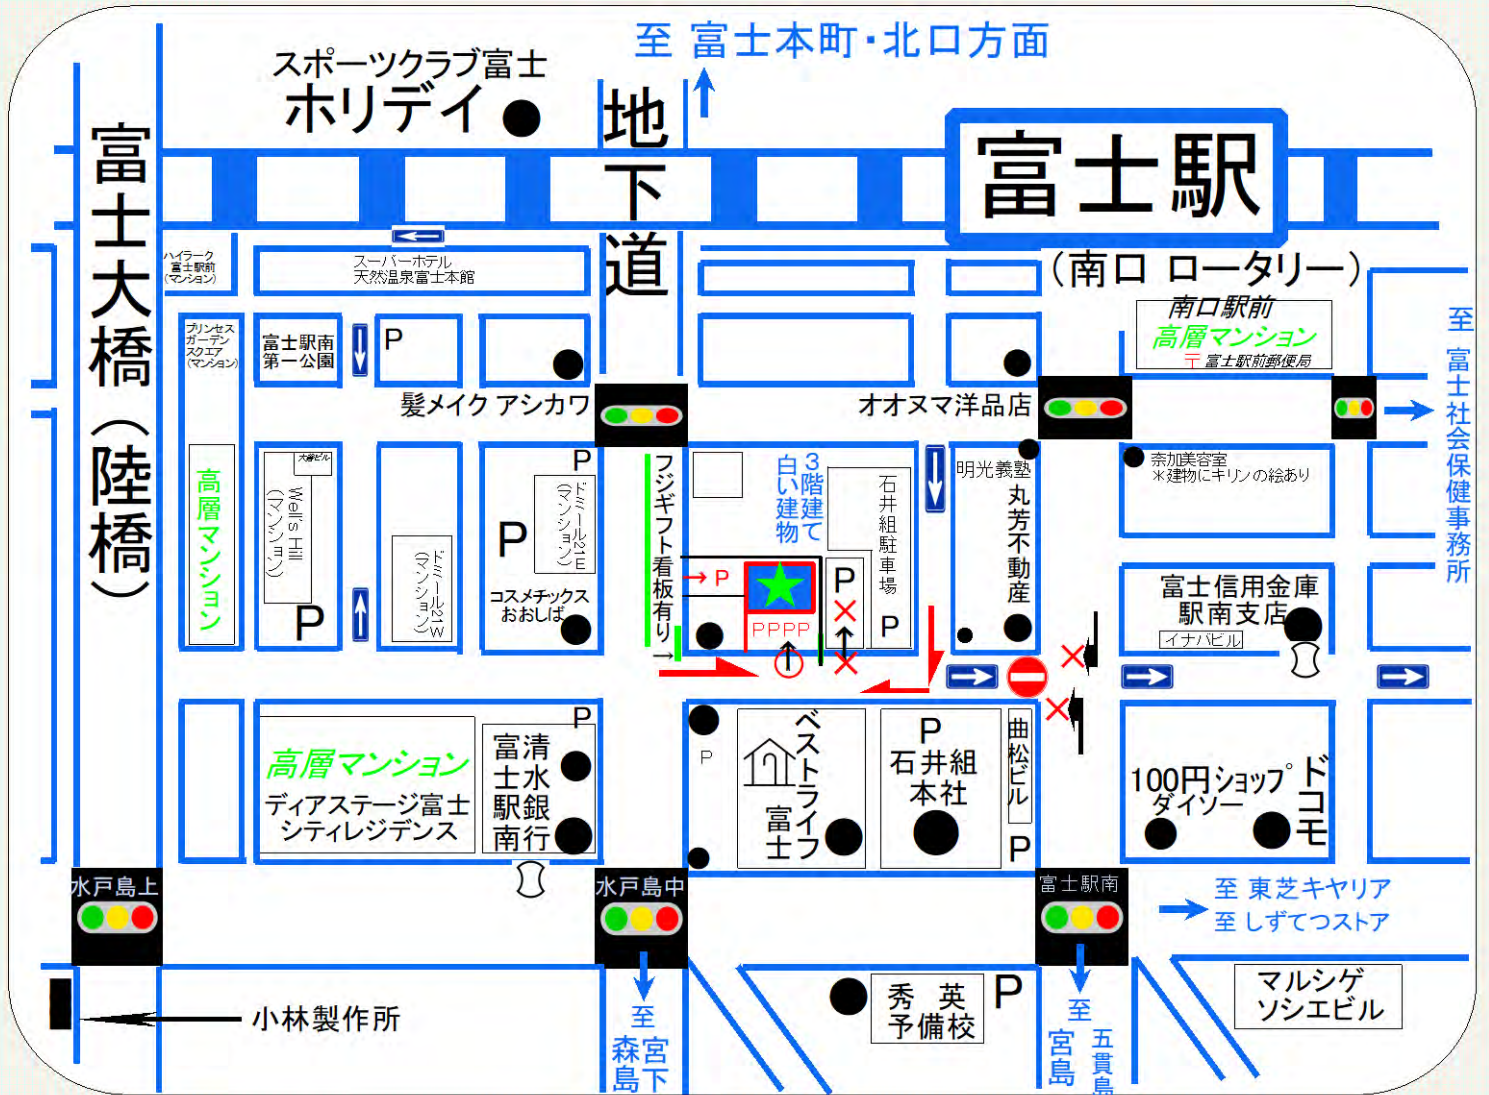 至 富士本町・北口方面
スポーツクラブ富士
ホリデイ
地下道
富士駅
富士大橋（陸橋）
（南口 ロータリー）
ハイラーク
富士駅前
（マンション）
スーパーホテル
天然温泉富士本館
南口駅前
高層マンション
〒富士駅前郵便局
プリンセス
ガーデン
スクエア
（マンション）
富士駅南
第一公園
P
髪メイク アシカワ
オオヌマ洋品店
至 富士社会保健事務所
高層マンション
Well's Hill
（マンション）
P
ドミール21W
（マンション）
P
P
ドミール21E
（マンション）
コスメチックス
おおしば
フジギフト看板有り→
3階建て
白い建物
石井組駐車場
P
明光義塾
丸芳不動産
奈加美容室
＊建物にキリンの絵あり
→P
P
PPPP
富士信用金庫
駅南支店
イナバビル
高層マンション
ディアステージ富士
シティレジデンス
P
清水銀行
富士駅南
P
ベストライフ
富士
P
石井組
本社
曲松ビル
P
100円ショップ
ダイソー
ドコモ
水戸島上
水戸島中
富士駅南
至 東芝キヤリア
至 しずてつストア
小林製作所
至
宮下
森島
秀 英
予備校
P
至
五貫島
宮島
マルシゲ
ソシエビル